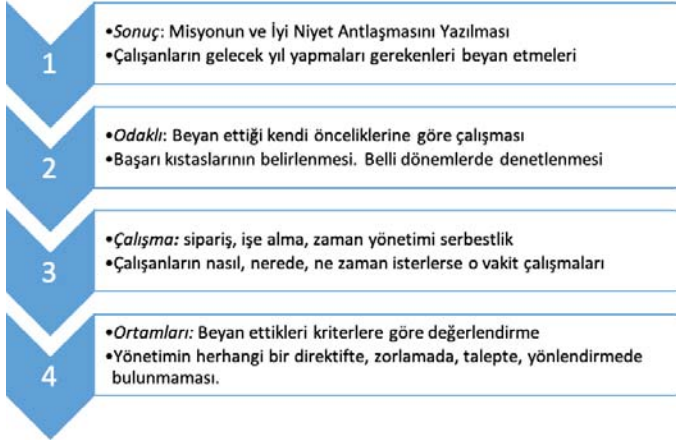 1
•Sonuç: Misyonun ve İyi Niyet Antlaşmasını Yazılması
•Çalışanların gelecek yıl yapmaları gerekenleri beyan etmeleri
2
•Odaklı: Beyan ettiği kendi önceliklerine göre çalışması
•Başarı kıstaslarının belirlenmesi. Belli dönemlerde denetlenmesi
3
•Çalışma: sipariş, işe alma, zaman yönetimi serbestlik
•Çalışanların nasıl, nerede, ne zaman isterlerse o vakit çalışmaları
4
•Ortamları: Beyan ettikleri kriterlere göre değerlendirme
•Yönetimin herhangi bir direktifte, zorlamada, talepte, yönlendirmede
bulunmaması.